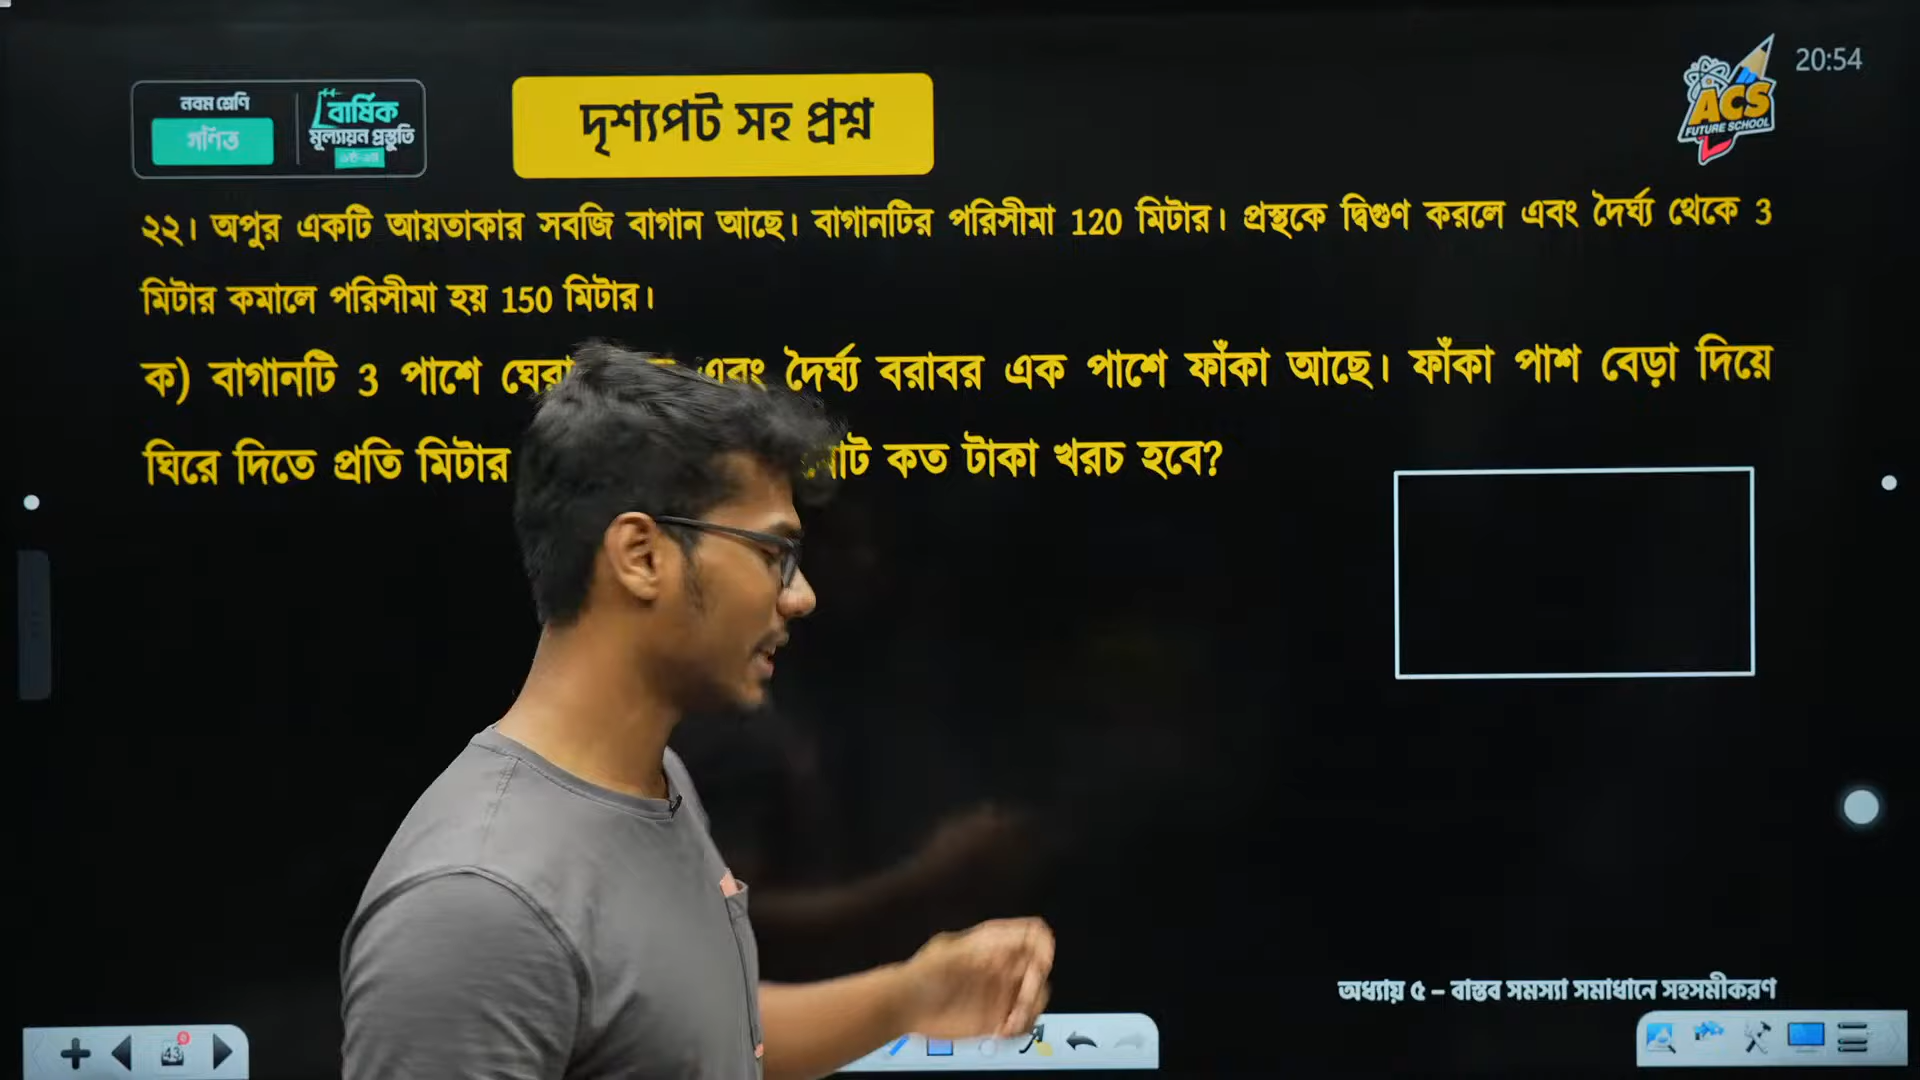 নবম শ্রেণি
গণিত
বার্ষিক
মূল্যায়ন প্রস্তুতি
দৃশ্যপট সহ প্রশ্ন
ACS
FUTURE SCHOOL
20:54
২২। অপুর একটি আয়তাকার সবজি বাগান আছে। বাগানটির পরিসীমা 120 মিটার। প্রস্থকে দ্বিগুণ করলে এবং দৈর্ঘ্য থেকে 3
মিটার কমালে পরিসীমা হয় 150 মিটার।
ক) বাগানটি 3 পাশে এবং দৈর্ঘ্য বরাবর এক পাশে ফাঁকা আছে। ফাঁকা পাশ বেড়া দিয়ে
ঘিরে দিতে প্রতি মিটার কত টাকা খরচ হবে?
অধ্যায় ৫ – বাস্তব সমস্যা সমাধানে সহসমীকরণ
43